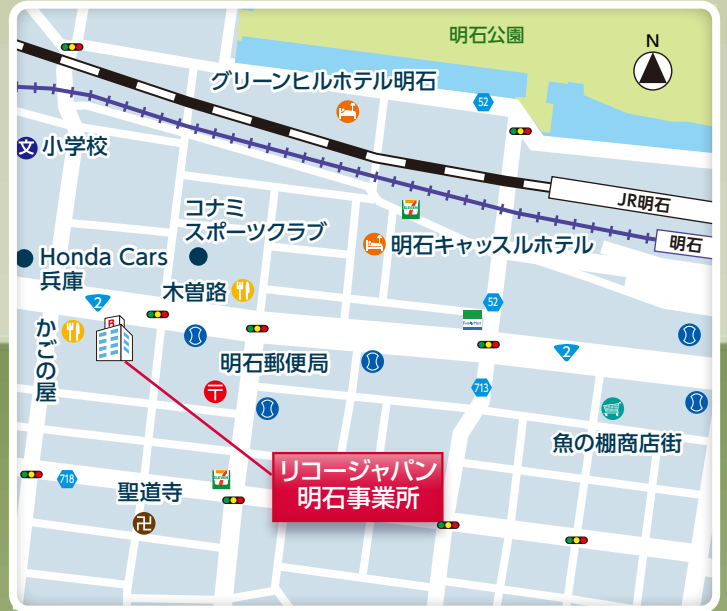 明石公園
N
グリーンヒルホテル明石
52
文 小学校
JR明石
コナミ
スポーツクラブ
明石
明石キャッスルホテル
Honda Cars
兵庫
木曽路
2
52
R
かごの屋
FamilyMart
2
明石郵便局
〒
713
魚の棚商店街
リコージャパン
明石事業所
718
聖道寺
卍